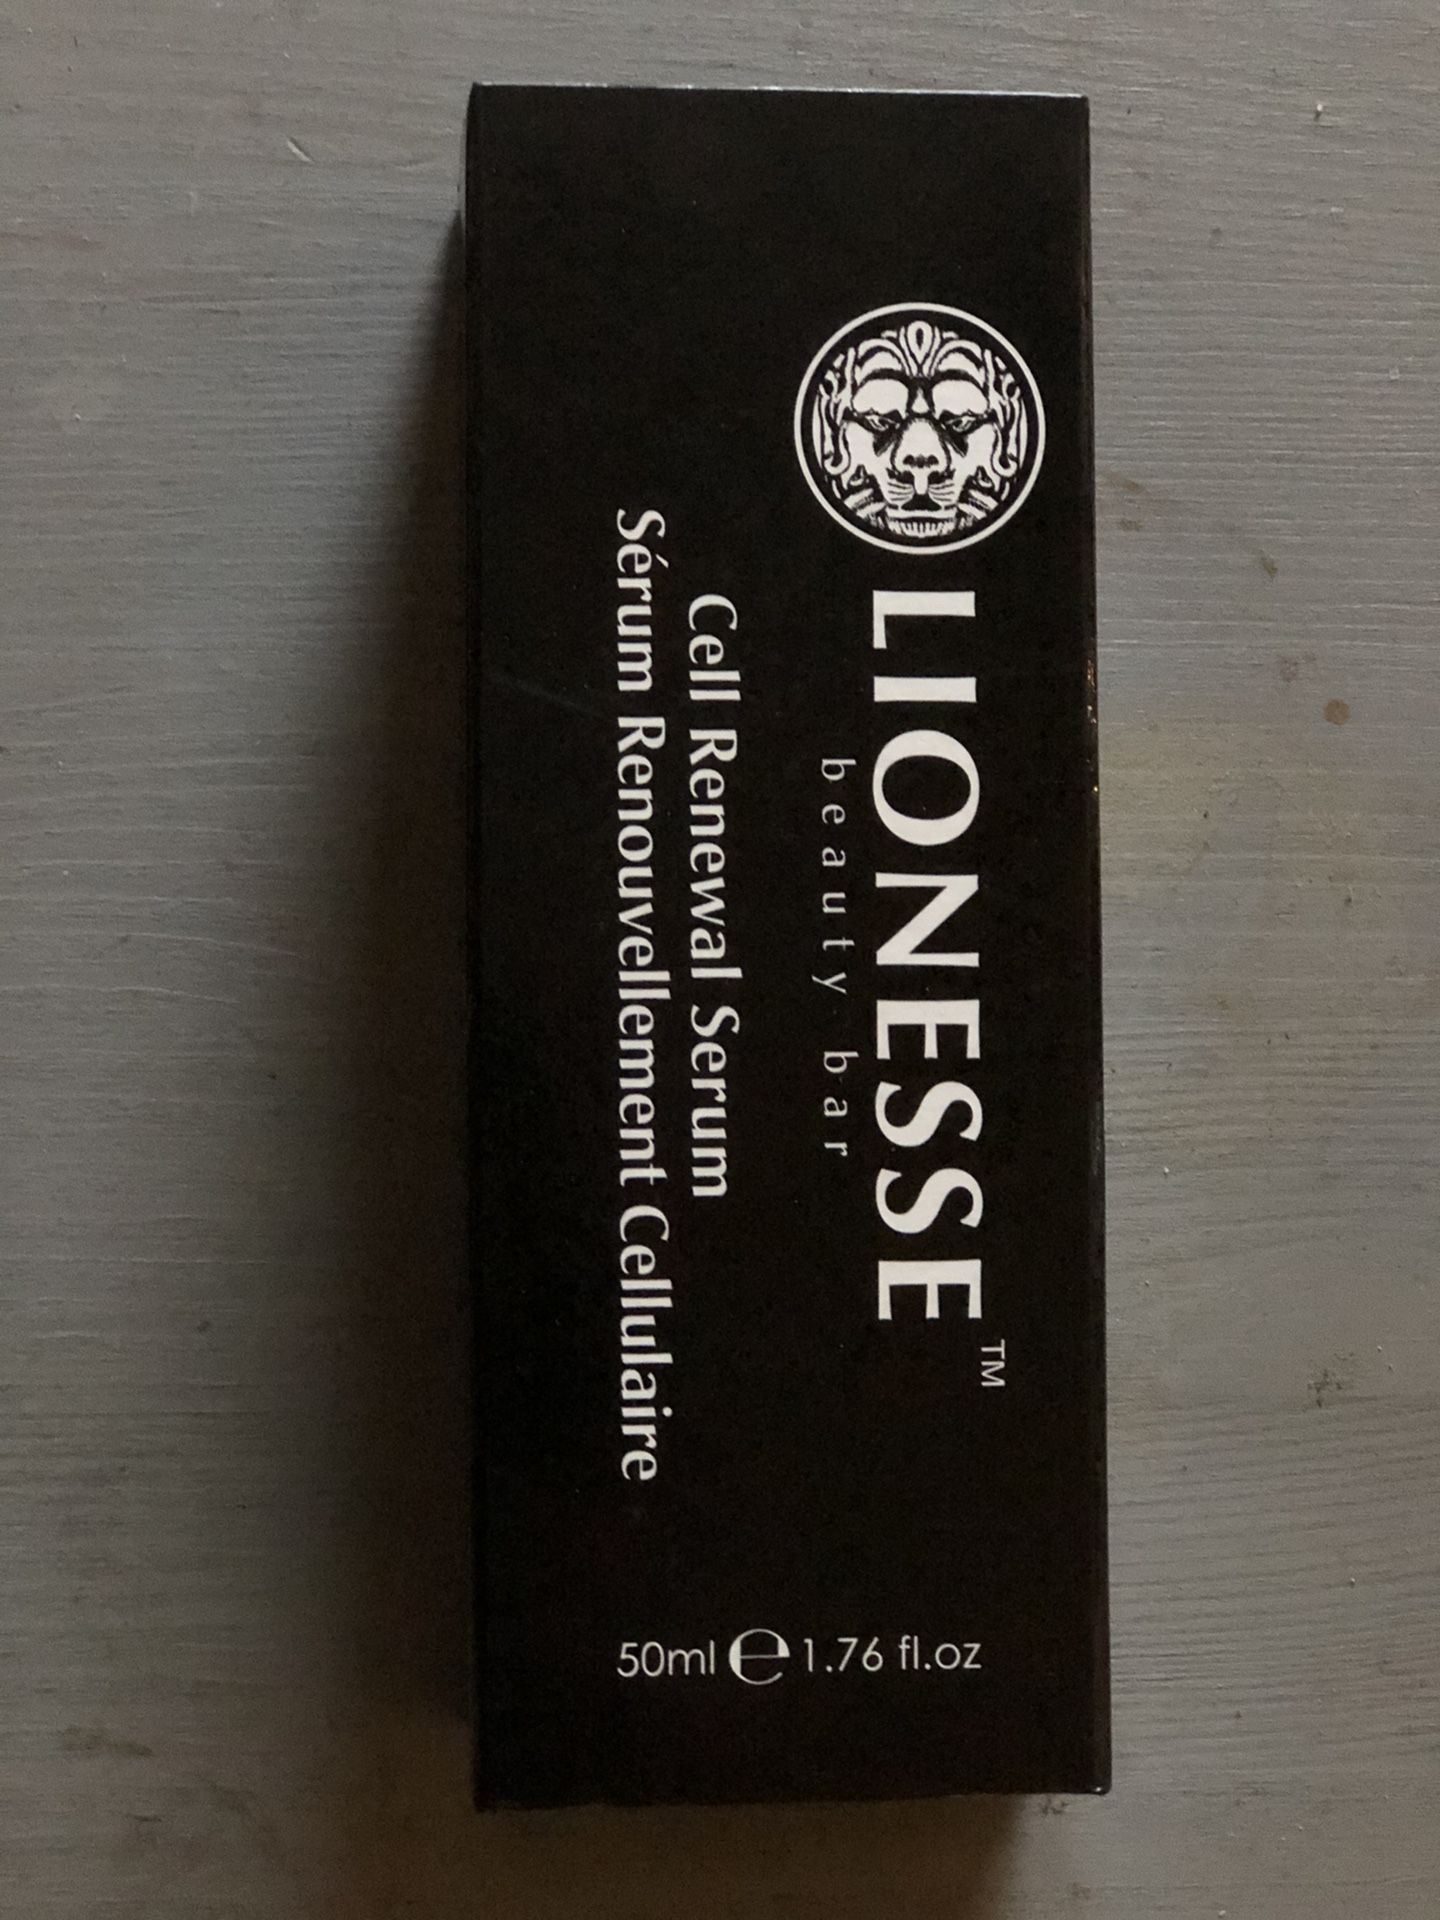 LIONESSE™
beauty bar
Cell Renewal Serum
Sérum Renouvellement Cellulaire
50ml e 1.76 fl.oz